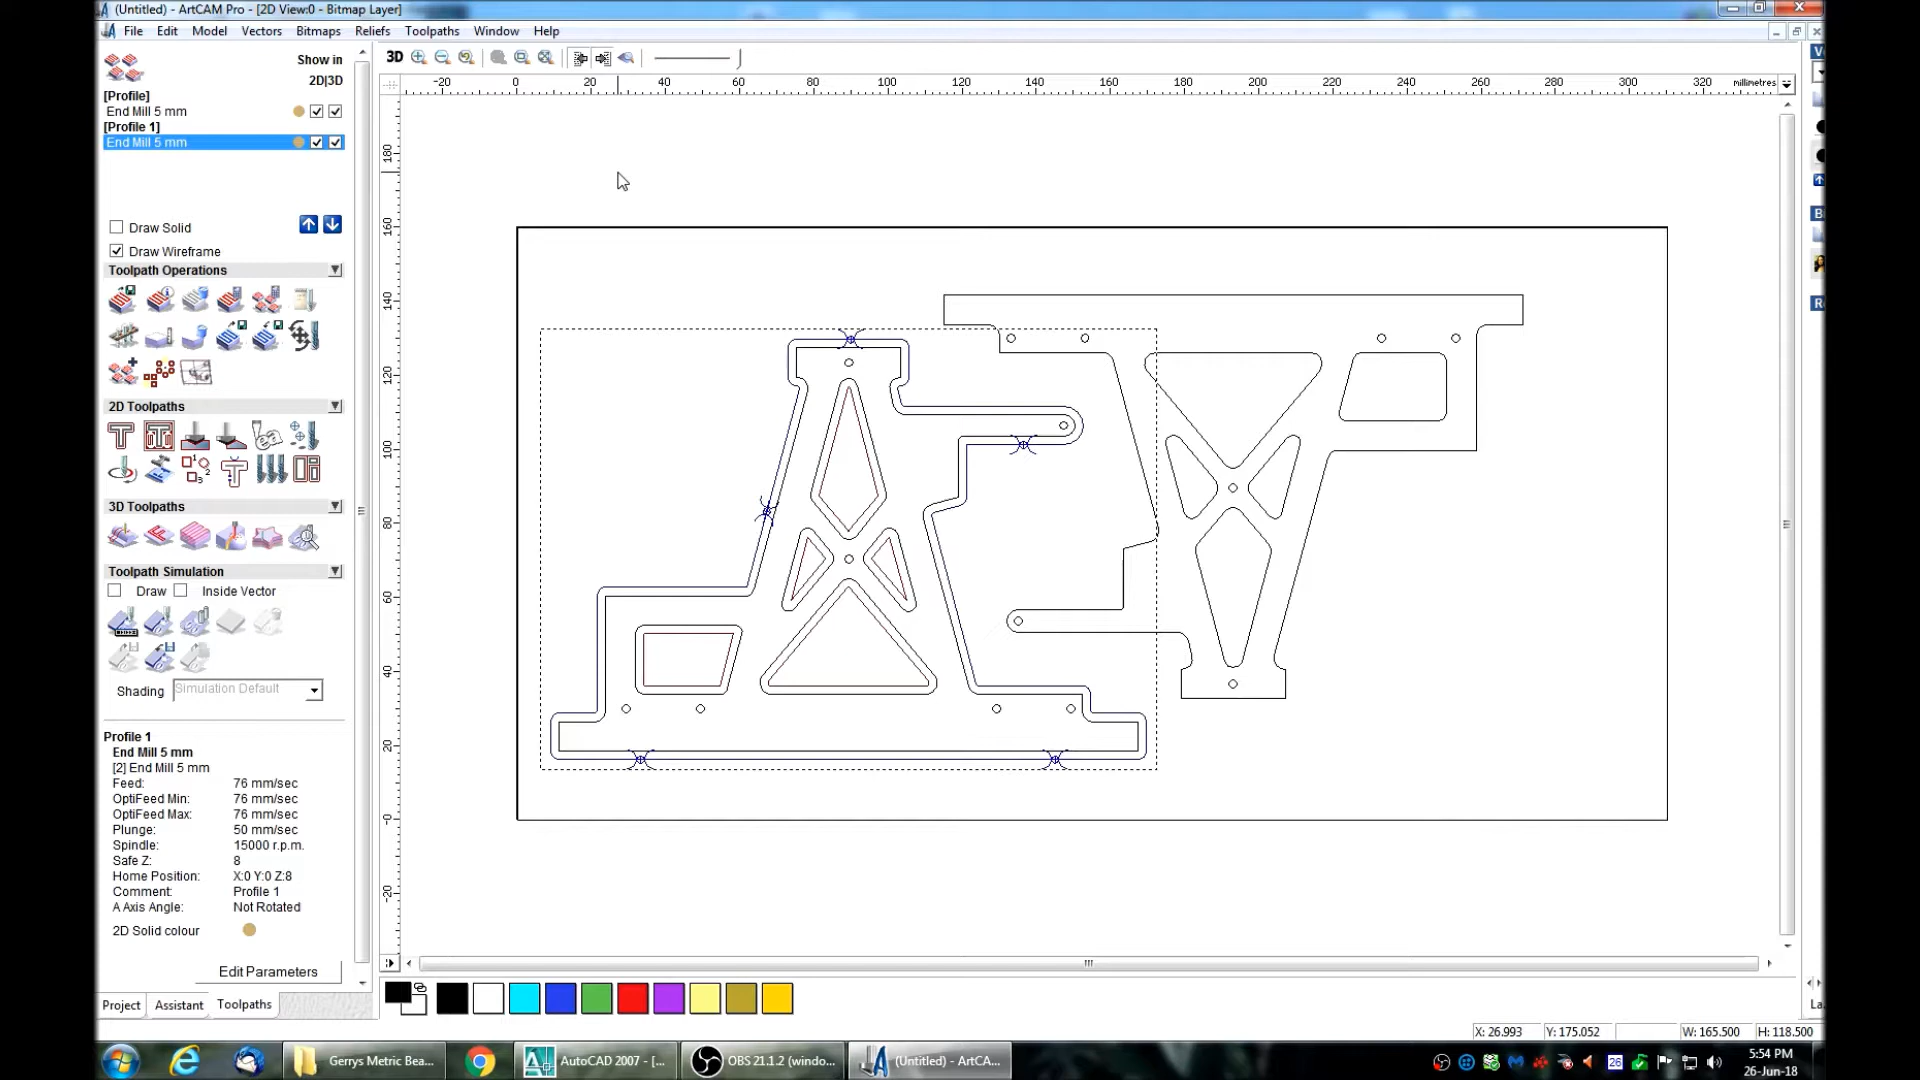 (Untitled) - ArtCAM Pro - [2D View:0 - Bitmap Layer]
File Edit Model Vectors Bitmaps Reliefs Toolpaths Window Help
Show in
2D|3D
[Profile]
End Mill 5 mm
[Profile 1]
End Mill 5 mm
Draw Solid
Draw Wireframe
Toolpath Operations
2D Toolpaths
3D Toolpaths
Toolpath Simulation
Draw Inside Vector
Shading Simulation Default
Profile 1
End Mill 5 mm
[2] End Mill 5 mm
Feed: 76 mm/sec
OptiFeed Min: 76 mm/sec
OptiFeed Max: 76 mm/sec
Plunge: 50 mm/sec
Spindle: 15000 r.p.m.
Safe Z: 8
Home Position: X:0 Y:0 Z:8
Comment: Profile 1
A Axis Angle: Not Rotated
2D Solid colour
Edit Parameters
Project Assistant Toolpaths
3D
-20 0 20 40 60 80 100 120 140 160 180 200 220 240 260 280 300 320 millimetres
180
160
140
120
100
80
60
40
20
-0
-20
X: 26.993 Y: 175.052 W: 165.500 H: 118.500
Gerrys Metric Bea...
AutoCAD 2007 - [...
OBS 21.1.2 (windo...
(Untitled) - ArtCA...
26
5:54 PM
26-Jun-18